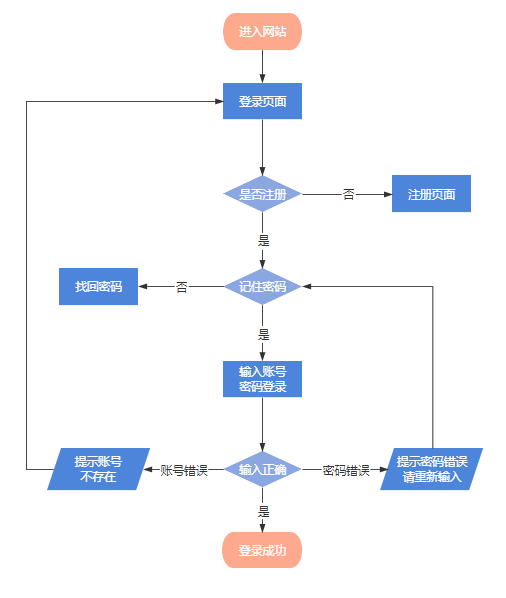 进入网站
登录页面
是否注册
否
注册页面
是
找回密码
否
记住密码
是
输入账号
密码登录
提示账号
不存在
账号错误
输入正确
密码错误
提示密码错误
请重新输入
是
登录成功